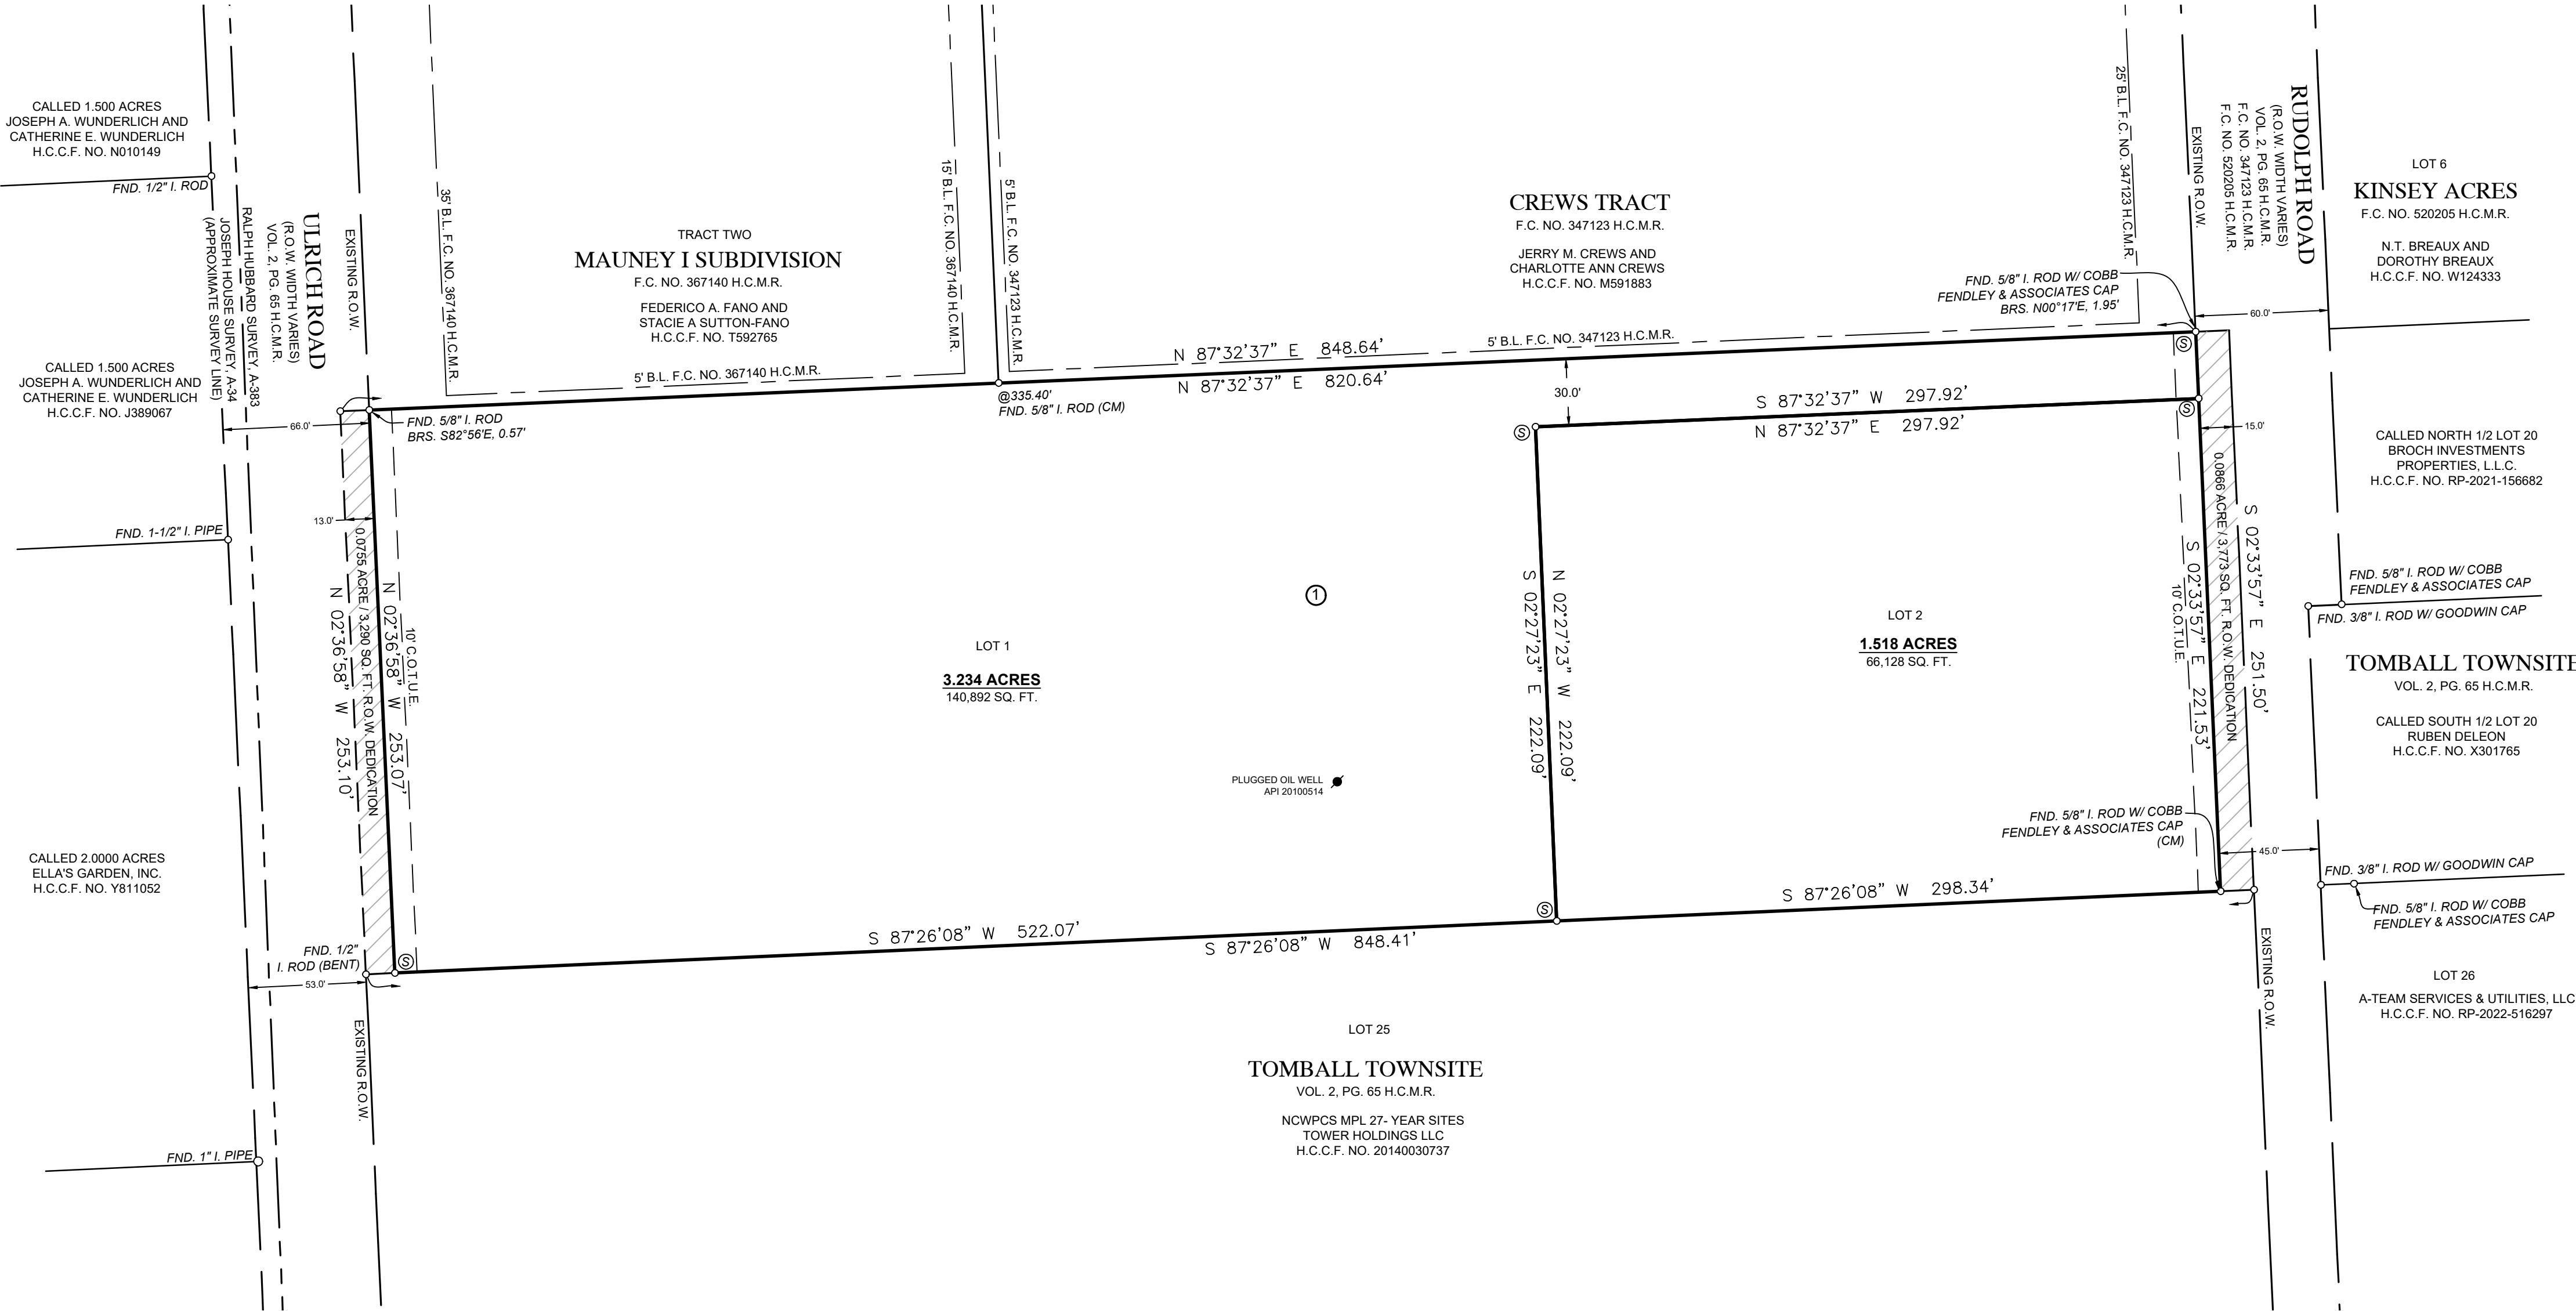 CALLED 1.500 ACRES
JOSEPH A. WUNDERLICH AND
CATHERINE E. WUNDERLICH
H.C.C.F. NO. N010149
FND. 1/2" I. ROD
CALLED 1.500 ACRES
JOSEPH A. WUNDERLICH AND
CATHERINE E. WUNDERLICH
H.C.C.F. NO. J389067
FND. 1-1/2" I. PIPE
CALLED 2.0000 ACRES
ELLA'S GARDEN, INC.
H.C.C.F. NO. Y811052
FND. 1" I. PIPE
RALPH HUBBARD SURVEY, A-383
JOSEPH HOUSE SURVEY, A-34
(APPROXIMATE SURVEY LINE)
ULRICH ROAD
(R.O.W. WIDTH VARIES)
VOL. 2, PG. 65 H.C.M.R.
EXISTING R.O.W.
66.0'
13.0'
53.0'
EXISTING R.O.W.
35' B.L. F.C. NO. 367140 H.C.M.R.
TRACT TWO
MAUNEY I SUBDIVISION
F.C. NO. 367140 H.C.M.R.
FEDERICO A. FANO AND
STACIE A SUTTON-FANO
H.C.C.F. NO. T592765
5' B.L. F.C. NO. 367140 H.C.M.R.
15' B.L. F.C. NO. 367140 H.C.M.R.
5' B.L. F.C. NO. 347123 H.C.M.R.
FND. 5/8" I. ROD
BRS. S82°56'E, 0.57'
@335.40'
FND. 5/8" I. ROD (CM)
CREWS TRACT
F.C. NO. 347123 H.C.M.R.
JERRY M. CREWS AND
CHARLOTTE ANN CREWS
H.C.C.F. NO. M591883
5' B.L. F.C. NO. 347123 H.C.M.R.
25' B.L. F.C. NO. 347123 H.C.M.R.
FND. 5/8" I. ROD W/ COBB
FENDLEY & ASSOCIATES CAP
BRS. N00°17'E, 1.95'
N 87°32'37" E 848.64'
N 87°32'37" E 820.64'
30.0'
S 87°32'37" W 297.92'
N 87°32'37" E 297.92'
S
S
S
N 02°36'58" W 253.10'
0.0755 ACRE / 3,290 SQ. FT. R.O.W. DEDICATION
N 02°36'58" W 253.07'
10' C.O.T.U.E.
LOT 1
3.234 ACRES
140,892 SQ. FT.
1
PLUGGED OIL WELL
API 20100514
S 02°27'23" E 222.09'
N 02°27'23" W 222.09'
LOT 2
1.518 ACRES
66,128 SQ. FT.
10' C.O.T.U.E.
S 02°33'57" E 221.53'
0.0866 ACRE / 3,773 SQ. FT. R.O.W. DEDICATION
S 02°33'57" E 251.50'
FND. 5/8" I. ROD W/ COBB
FENDLEY & ASSOCIATES CAP
(CM)
FND. 1/2"
I. ROD (BENT)
S
S
S 87°26'08" W 522.07'
S 87°26'08" W 848.41'
S 87°26'08" W 298.34'
LOT 25
TOMBALL TOWNSITE
VOL. 2, PG. 65 H.C.M.R.
NCWPCS MPL 27- YEAR SITES
TOWER HOLDINGS LLC
H.C.C.F. NO. 20140030737
EXISTING R.O.W.
RUDOLPH ROAD
(R.O.W. WIDTH VARIES)
VOL. 2, PG. 65 H.C.M.R.
F.C. NO. 347123 H.C.M.R.
F.C. NO. 520205 H.C.M.R.
60.0'
15.0'
45.0'
EXISTING R.O.W.
LOT 6
KINSEY ACRES
F.C. NO. 520205 H.C.M.R.
N.T. BREAUX AND
DOROTHY BREAUX
H.C.C.F. NO. W124333
CALLED NORTH 1/2 LOT 20
BROCH INVESTMENTS
PROPERTIES, L.L.C.
H.C.C.F. NO. RP-2021-156682
FND. 5/8" I. ROD W/ COBB
FENDLEY & ASSOCIATES CAP
FND. 3/8" I. ROD W/ GOODWIN CAP
TOMBALL TOWNSITE
VOL. 2, PG. 65 H.C.M.R.
CALLED SOUTH 1/2 LOT 20
RUBEN DELEON
H.C.C.F. NO. X301765
FND. 3/8" I. ROD W/ GOODWIN CAP
FND. 5/8" I. ROD W/ COBB
FENDLEY & ASSOCIATES CAP
LOT 26
A-TEAM SERVICES & UTILITIES, LLC
H.C.C.F. NO. RP-2022-516297